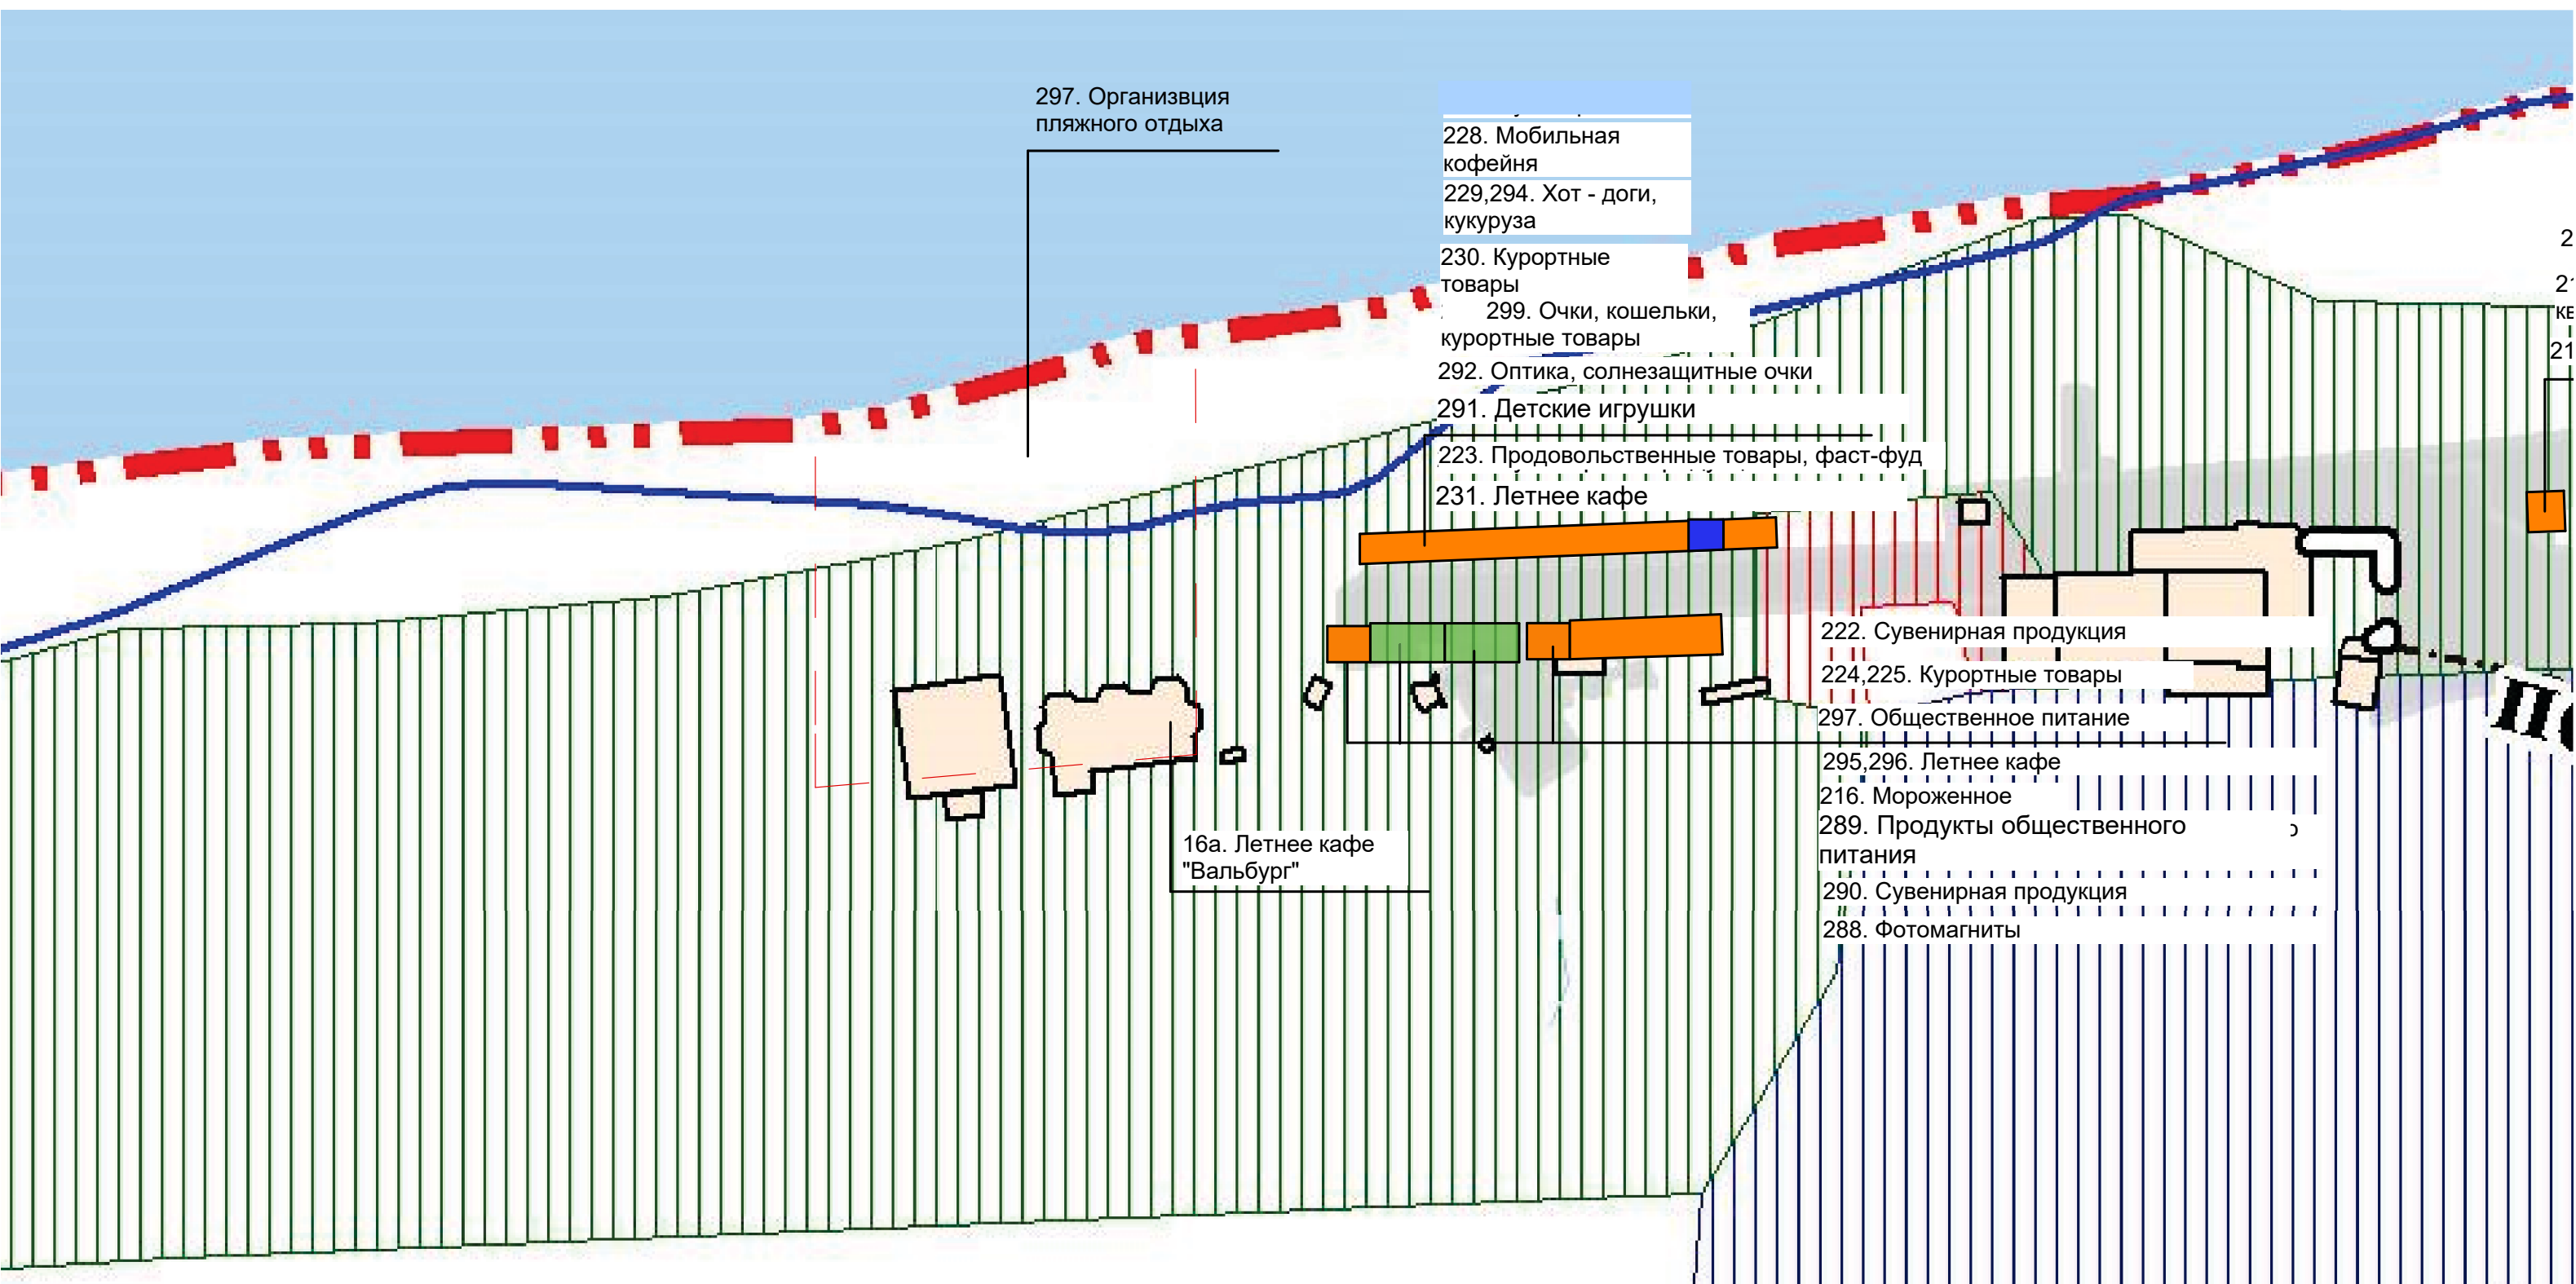 297. Организвция
пляжного отдыха
228. Мобильная
кофейня
229,294. Хот - доги,
кукуруза
230. Курортные
товары
299. Очки, кошельки,
курортные товары
292. Оптика, солнезащитные очки
291. Детские игрушки
223. Продовольственные товары, фаст-фуд
231. Летнее кафе
222. Сувенирная продукция
224,225. Курортные товары
297. Общественное питание
295,296. Летнее кафе
216. Мороженное
289. Продукты общественного
питания
290. Сувенирная продукция
288. Фотомагниты
16а. Летнее кафе
"Вальбург"
2
21